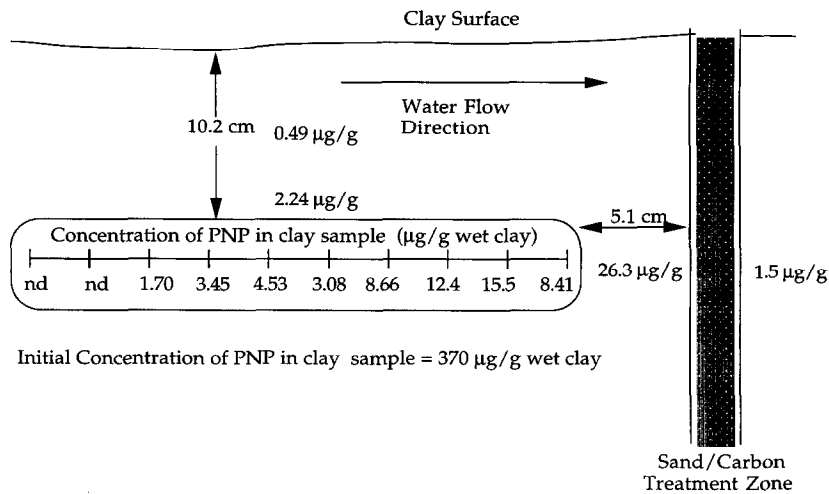 Clay Surface
Water Flow
Direction
10.2 cm
0.49 µg/g
2.24 µg/g
5.1 cm
Concentration of PNP in clay sample (µg/g wet clay)
nd nd 1.70 3.45 4.53 3.08 8.66 12.4 15.5 8.41
26.3 µg/g
1.5 µg/g
Initial Concentration of PNP in clay sample = 370 µg/g wet clay
Sand/Carbon
Treatment Zone